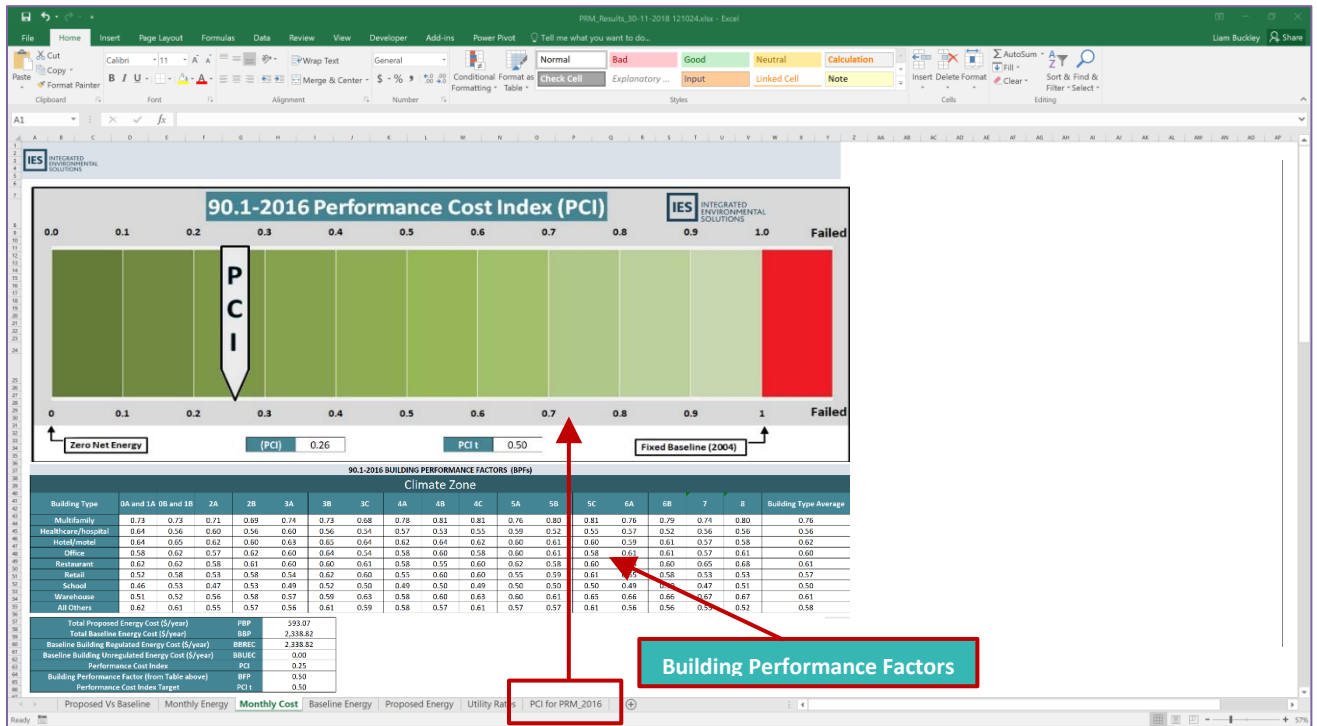 PRM_Results_30-11-2018 121024.xlsx - Excel
File Home Insert Page Layout Formulas Data Review View Developer Add-ins Power Pivot Tell me what you want to do... Liam Buckley Share
Paste Cut Copy Format Painter
Calibri 11 Wrap Text Merge & Center General Conditional Formatting Format as Table
Normal Bad Good Neutral Calculation
Check Cell Explanatory ... Input Linked Cell Note
Insert Delete Format AutoSum Fill Clear Sort & Filter Find & Select
Clipboard Font Alignment Number Styles Cells Editing
A1 fx
A B C D E F G H I J K L M N O P Q R S T U V W X Y Z AA AB AC AD AE AF AG AH AI AJ AK AL AM AN AO AP
IES INTEGRATED ENVIRONMENTAL SOLUTIONS
90.1-2016 Performance Cost Index (PCI)
IES INTEGRATED ENVIRONMENTAL SOLUTIONS
0.0 0.1 0.2 0.3 0.4 0.5 0.6 0.7 0.8 0.9 1.0 Failed
P
C
I
0 0.1 0.2 0.3 0.4 0.5 0.6 0.7 0.8 0.9 1 Failed
Zero Net Energy (PCI) 0.26 PCI t 0.50 Fixed Baseline (2004)
90.1-2016 BUILDING PERFORMANCE FACTORS (BPFs)
Climate Zone
Building Type 0A and 1A 0B and 1B 2A 2B 3A 3B 3C 4A 4B 4C 5A 5B 5C 6A 6B 7 8 Building Type Average
Multifamily 0.73 0.73 0.71 0.69 0.74 0.73 0.68 0.78 0.81 0.81 0.76 0.80 0.81 0.76 0.79 0.74 0.80 0.76
Healthcare/hospital 0.64 0.56 0.60 0.56 0.60 0.56 0.54 0.57 0.53 0.55 0.59 0.52 0.55 0.57 0.52 0.56 0.56 0.56
Hotel/motel 0.64 0.65 0.62 0.60 0.63 0.65 0.64 0.62 0.64 0.62 0.60 0.61 0.60 0.59 0.61 0.57 0.58 0.62
Office 0.58 0.62 0.57 0.62 0.60 0.64 0.54 0.58 0.60 0.58 0.60 0.61 0.58 0.61 0.61 0.57 0.61 0.60
Restaurant 0.62 0.62 0.58 0.61 0.60 0.60 0.61 0.58 0.55 0.60 0.62 0.58 0.60 0.60 0.65 0.68 0.61
Retail 0.52 0.58 0.53 0.58 0.54 0.62 0.60 0.55 0.60 0.60 0.55 0.59 0.61 0.58 0.53 0.53 0.57
School 0.46 0.53 0.47 0.53 0.49 0.52 0.50 0.49 0.50 0.49 0.50 0.50 0.50 0.49 0.47 0.51 0.50
Warehouse 0.51 0.52 0.56 0.58 0.57 0.59 0.63 0.58 0.60 0.63 0.60 0.61 0.65 0.66 0.66 0.67 0.67 0.61
All Others 0.62 0.61 0.55 0.57 0.56 0.61 0.59 0.58 0.57 0.61 0.57 0.57 0.61 0.56 0.56 0.52 0.58
Total Proposed Energy Cost ($/year) PBP 593.07
Total Baseline Energy Cost ($/year) BBP 2,338.82
Baseline Building Regulated Energy Cost ($/year) BBREC 2,338.82
Baseline Building Unregulated Energy Cost ($/year) BBUEC 0.00
Performance Cost Index PCI 0.25
Building Performance Factor (from Table above) BFP 0.50
Performance Cost Index Target PCI t 0.50
Building Performance Factors
Proposed Vs Baseline Monthly Energy Monthly Cost Baseline Energy Proposed Energy Utility Rates PCI for PRM_2016
Ready 57%